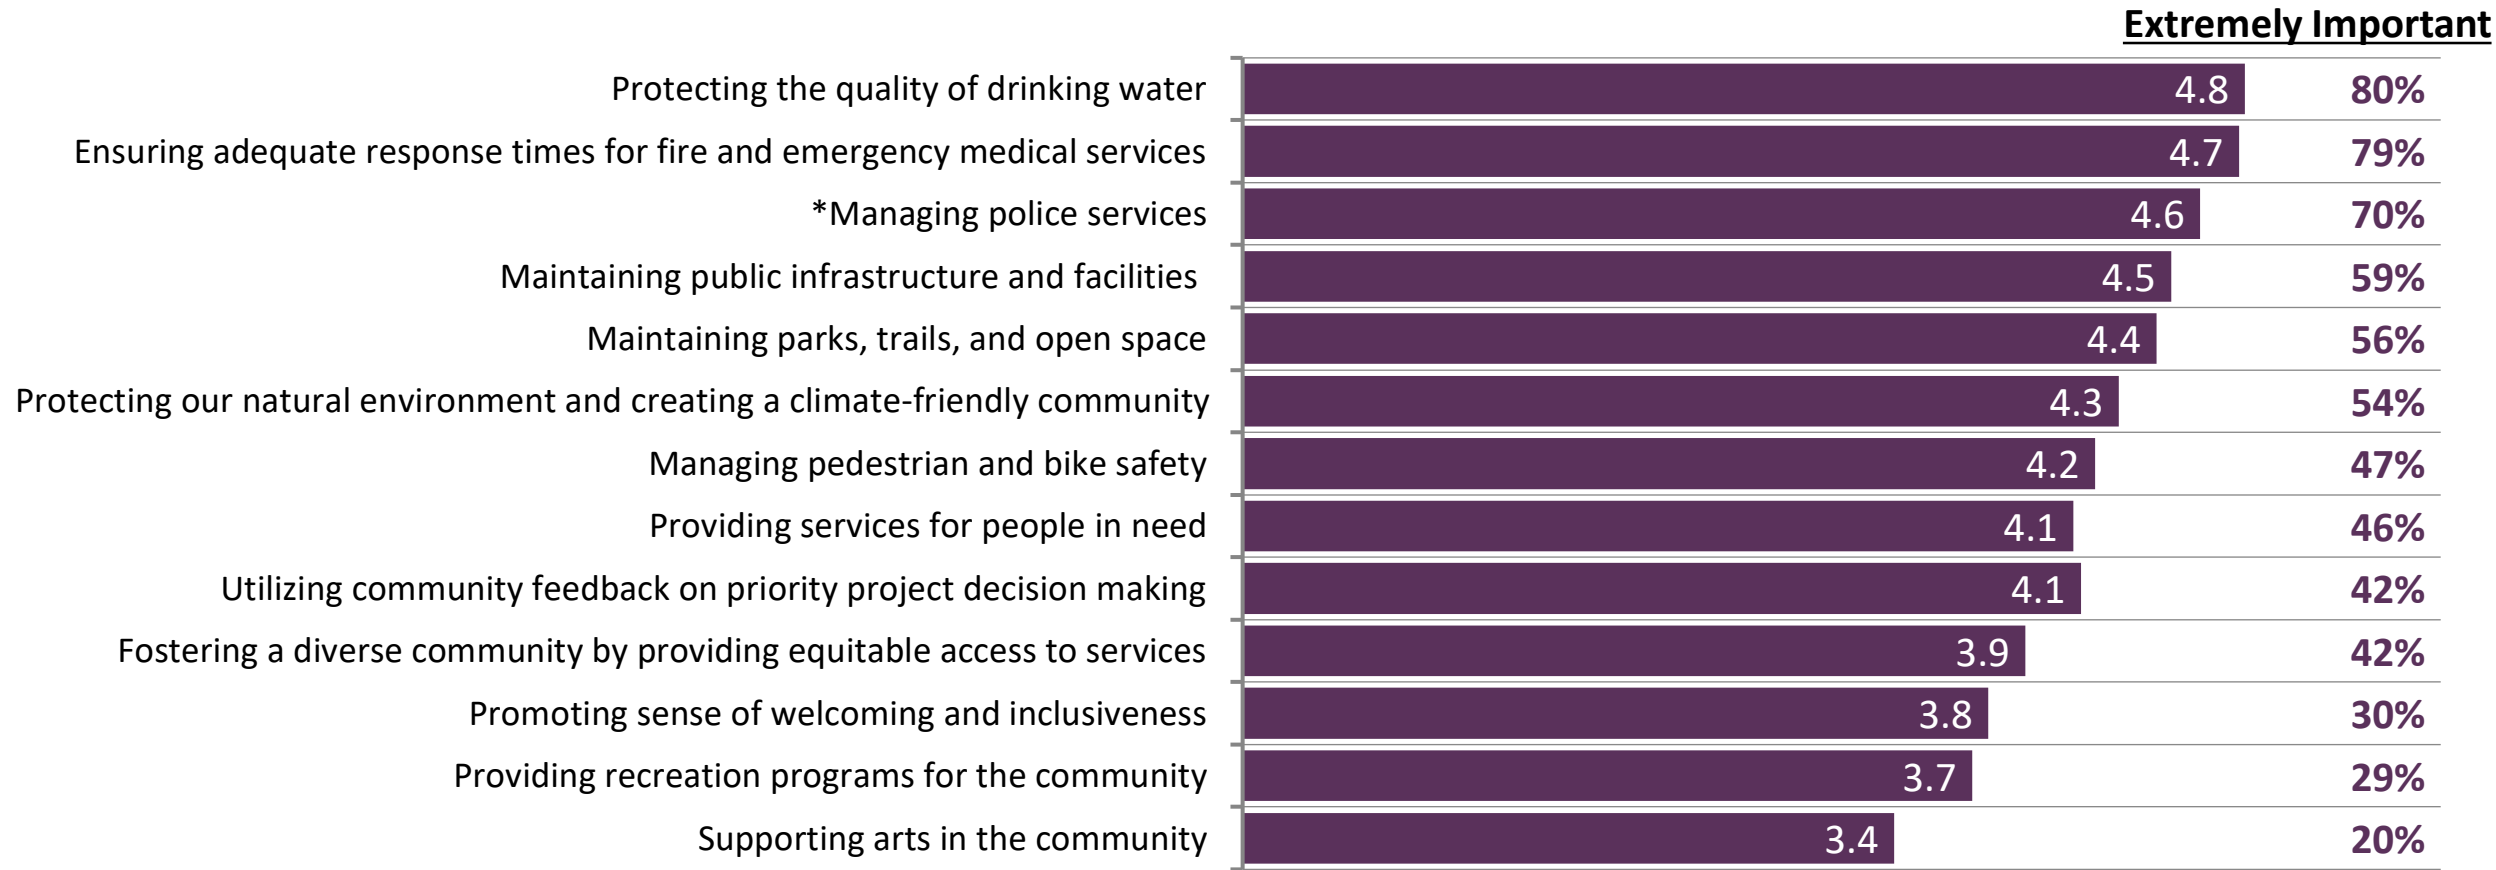 Extremely Important
Protecting the quality of drinking water 4.8 80%
Ensuring adequate response times for fire and emergency medical services 4.7 79%
*Managing police services 4.6 70%
Maintaining public infrastructure and facilities 4.5 59%
Maintaining parks, trails, and open space 4.4 56%
Protecting our natural environment and creating a climate-friendly community 4.3 54%
Managing pedestrian and bike safety 4.2 47%
Providing services for people in need 4.1 46%
Utilizing community feedback on priority project decision making 4.1 42%
Fostering a diverse community by providing equitable access to services 3.9 42%
Promoting sense of welcoming and inclusiveness 3.8 30%
Providing recreation programs for the community 3.7 29%
Supporting arts in the community 3.4 20%